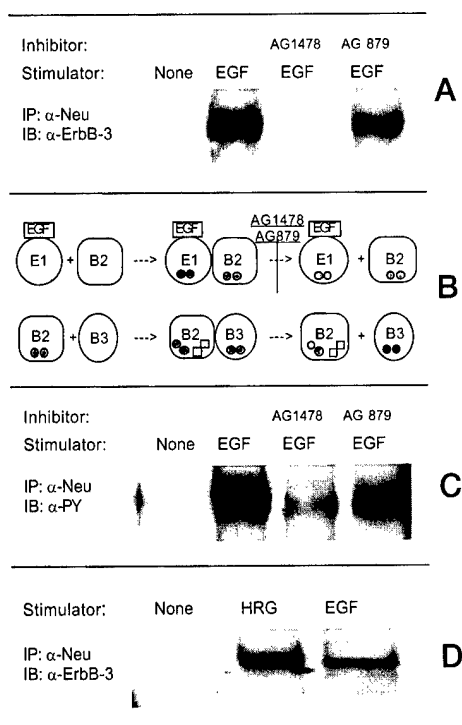 Inhibitor: AG1478 AG 879
Stimulator: None EGF EGF EGF
A
IP: α-Neu
IB: α-ErbB-3
EGF EGF AG1478 EGF
AG879
E1 + B2 ---> E1 B2 ---> E1 + B2
B
B2 + B3 ---> B2 B3 ---> B2 + B3
Inhibitor: AG1478 AG 879
Stimulator: None EGF EGF EGF
C
IP: α-Neu
IB: α-PY
Stimulator: None HRG EGF
IP: α-Neu
D
IB: α-ErbB-3